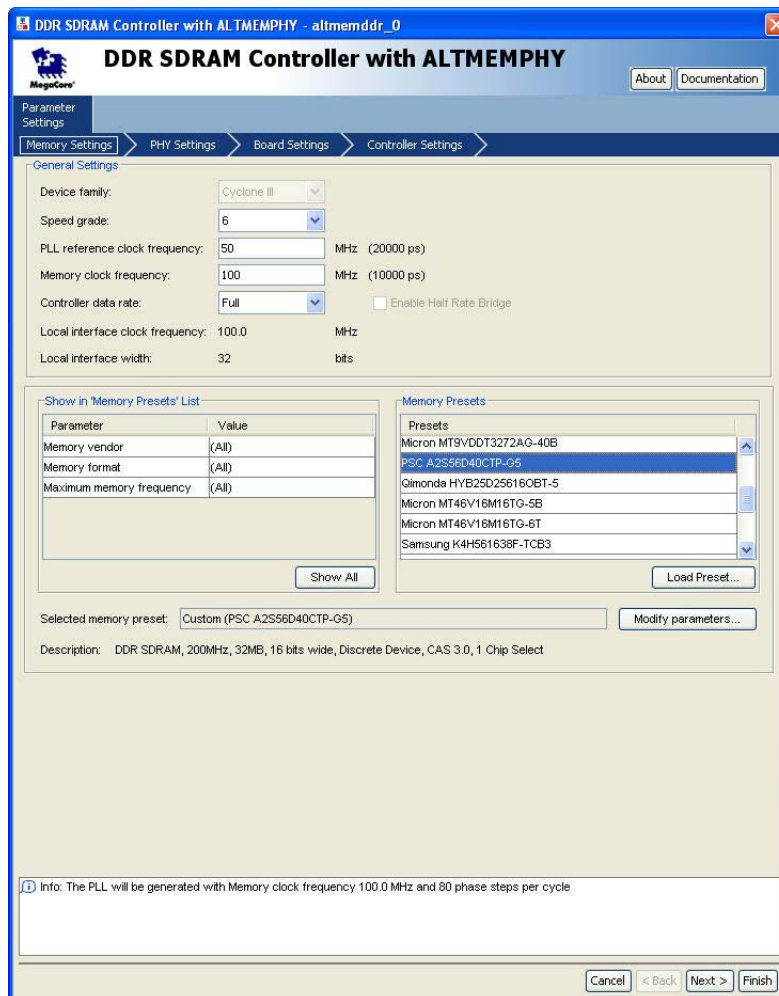 DDR SDRAM Controller with ALTMEMPHY - altmemddr_0
MegaCore®
DDR SDRAM Controller with ALTMEMPHY
About Documentation
Parameter
Settings
Memory Settings PHY Settings Board Settings Controller Settings
General Settings
Device family: Cyclone III
Speed grade: 6
PLL reference clock frequency: 50 MHz (20000 ps)
Memory clock frequency: 100 MHz (10000 ps)
Controller data rate: Full Enable Half Rate Bridge
Local interface clock frequency: 100.0 MHz
Local interface width: 32 bits
Show in 'Memory Presets' List
Parameter Value
Memory vendor (All)
Memory format (All)
Maximum memory frequency (All)
Show All
Memory Presets
Presets
Micron MT9VDDT3272AG-40B
PSC A2S56D40CTP-G5
Qimonda HYB25D25616OBT-5
Micron MT46V16M16TG-5B
Micron MT46V16M16TG-6T
Samsung K4H561638F-TCB3
Load Preset...
Selected memory preset: Custom (PSC A2S56D40CTP-G5) Modify parameters...
Description: DDR SDRAM, 200MHz, 32MB, 16 bits wide, Discrete Device, CAS 3.0, 1 Chip Select
Info: The PLL will be generated with Memory clock frequency 100.0 MHz and 80 phase steps per cycle
Cancel < Back Next > Finish